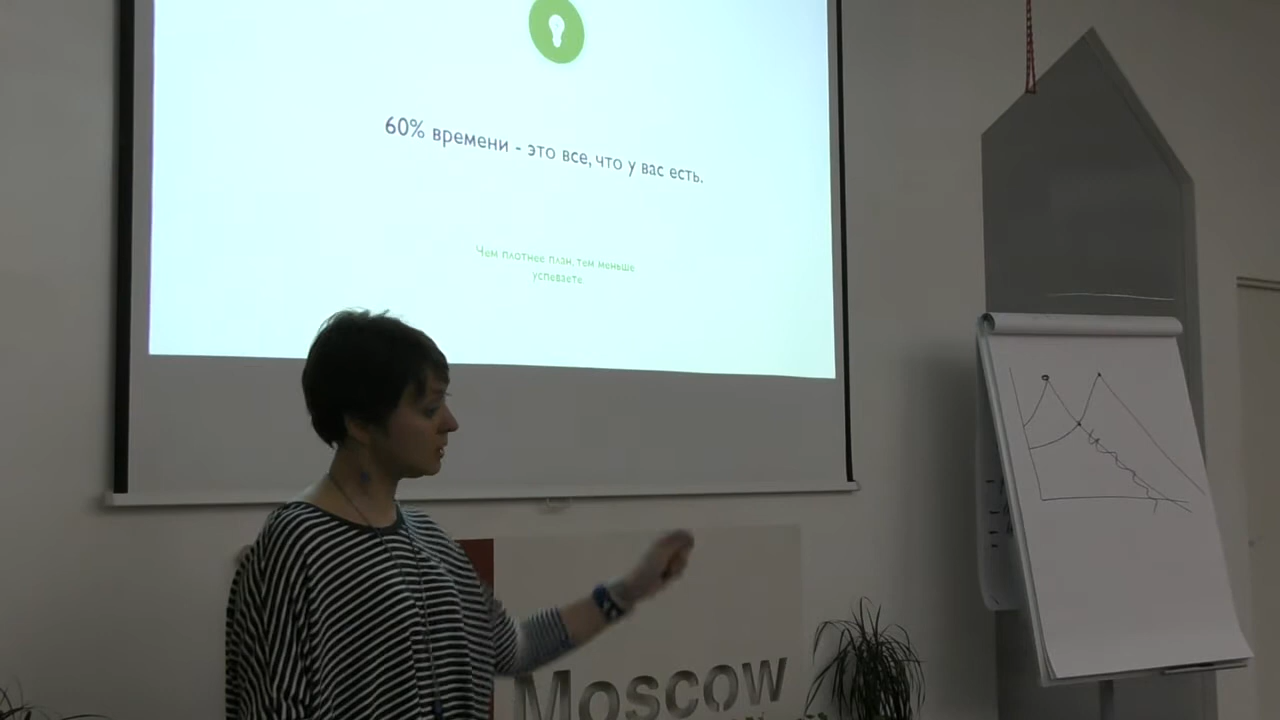 60% времени - это все, что у вас есть.
Чем плотнее план, тем меньше
успеваете
Moscow